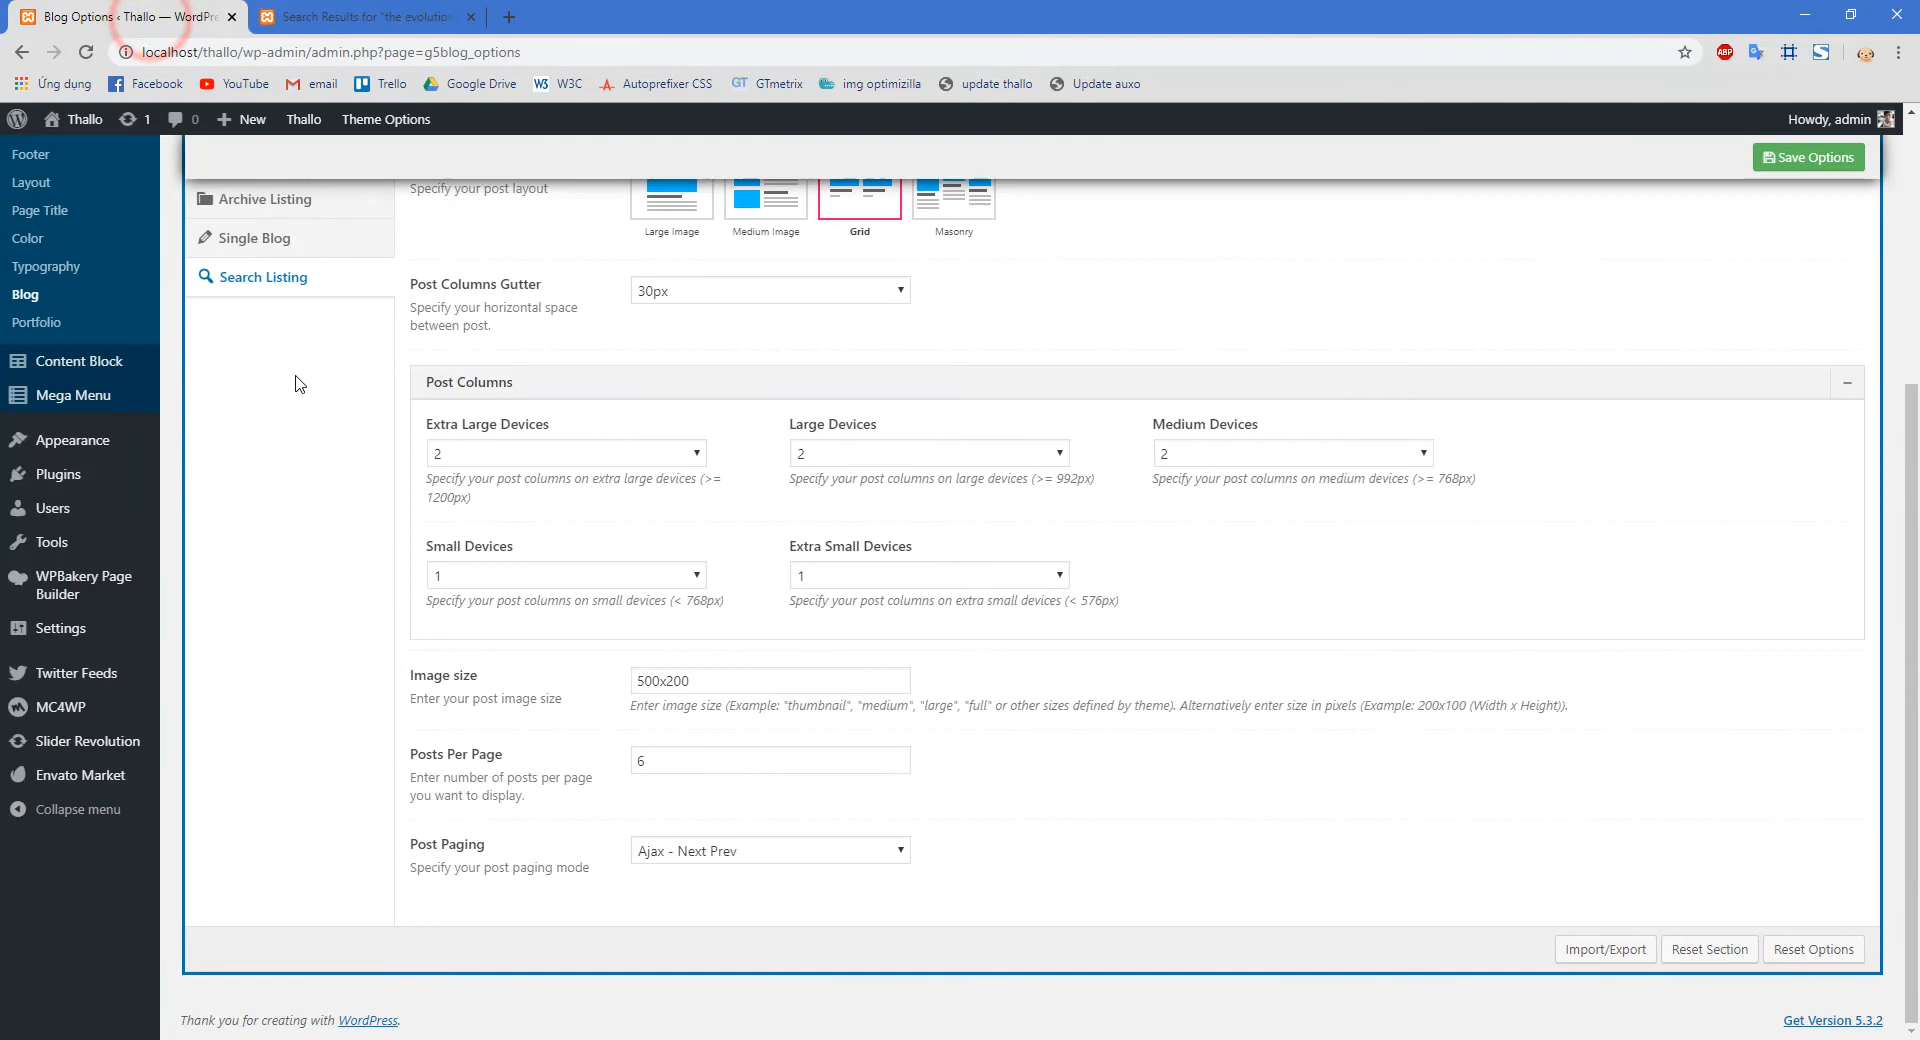 Blog Options ‹ Thallo — WordPre
Search Results for "the evolution
localhost/thallo/wp-admin/admin.php?page=g5blog_options
ABP
Ứng dụng
Facebook
YouTube
email
Trello
Google Drive
W3 W3C
Autoprefixer CSS
GT GTmetrix
img optimizilla
update thallo
Update auxo
Thallo
1
0
New
Thallo
Theme Options
Howdy, admin
Footer
Layout
Page Title
Color
Typography
Blog
Portfolio
Content Block
Mega Menu
Appearance
Plugins
Users
Tools
WPBakery Page
Builder
Settings
Twitter Feeds
MC4WP
Slider Revolution
Envato Market
Collapse menu
Save Options
Archive Listing
Single Blog
Search Listing
Specify your post layout
Large Image
Medium Image
Grid
Masonry
Post Columns Gutter
Specify your horizontal space
between post.
30px
Post Columns
Extra Large Devices
2
Specify your post columns on extra large devices (>=
1200px)
Large Devices
2
Specify your post columns on large devices (>= 992px)
Medium Devices
2
Specify your post columns on medium devices (>= 768px)
Small Devices
1
Specify your post columns on small devices (< 768px)
Extra Small Devices
1
Specify your post columns on extra small devices (< 576px)
Image size
Enter your post image size
500x200
Enter image size (Example: "thumbnail", "medium", "large", "full" or other sizes defined by theme). Alternatively enter size in pixels (Example: 200x100 (Width x Height)).
Posts Per Page
Enter number of posts per page
you want to display.
6
Post Paging
Specify your post paging mode
Ajax - Next Prev
Import/Export
Reset Section
Reset Options
Thank you for creating with WordPress.
Get Version 5.3.2